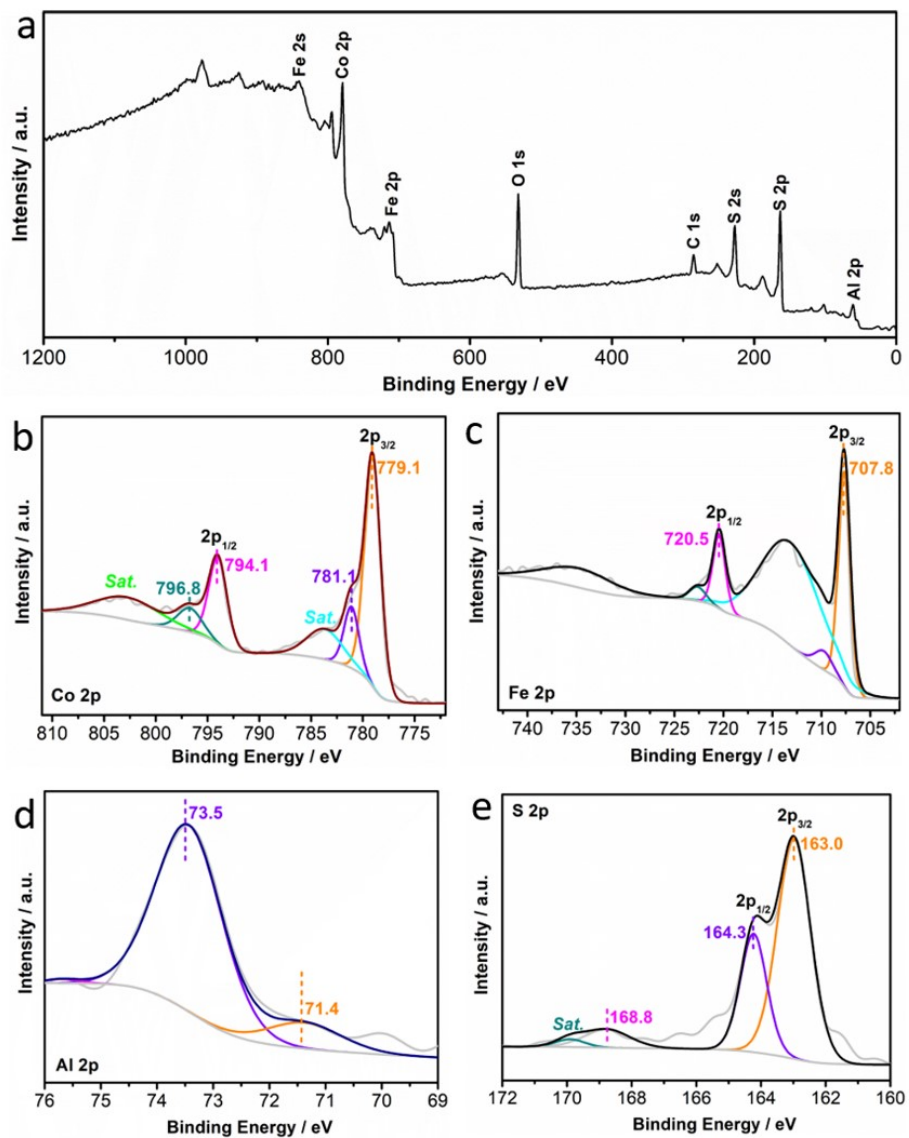 a
Intensity / a.u.
Fe 2s
Co 2p
Fe 2p
O 1s
C 1s
S 2s
S 2p
Al 2p
1200 1000 800 600 400 200 0
Binding Energy / eV
b
Intensity / a.u.
2p3/2
779.1
2p1/2
794.1
781.1
Sat.
796.8
Sat.
Co 2p
810 805 800 795 790 785 780 775
Binding Energy / eV
c
Intensity / a.u.
2p3/2
707.8
2p1/2
720.5
Fe 2p
740 735 730 725 720 715 710 705
Binding Energy / eV
d
Intensity / a.u.
73.5
71.4
Al 2p
76 75 74 73 72 71 70 69
Binding Energy / eV
e
Intensity / a.u.
S 2p
2p3/2
163.0
2p1/2
164.3
Sat.
168.8
172 170 168 166 164 162 160
Binding Energy / eV